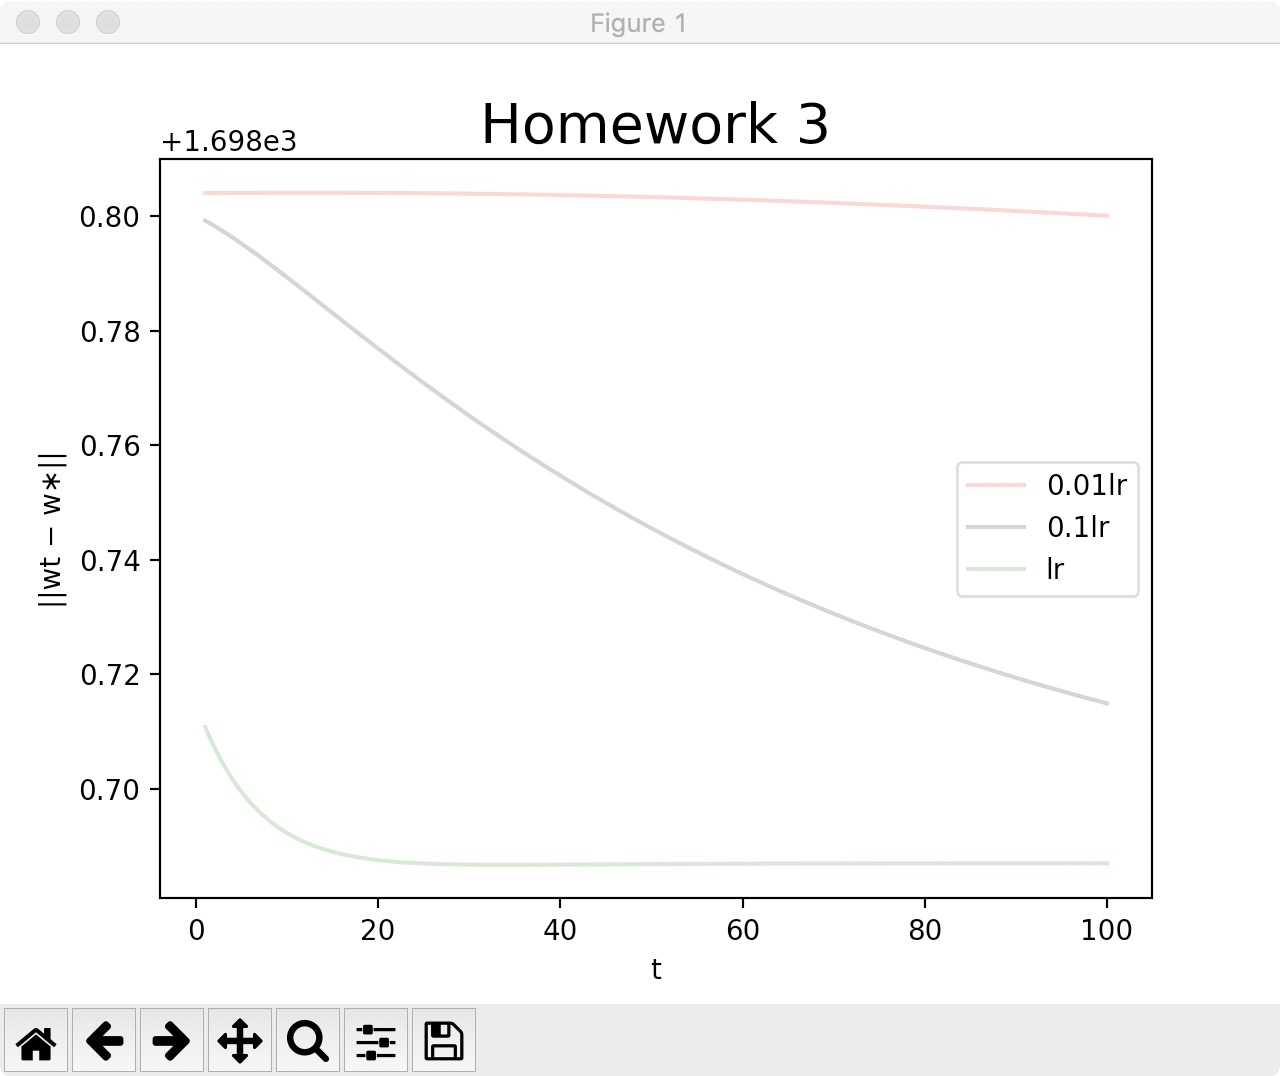 Figure 1
Homework 3
+1.698e3
0.80
0.78
0.76
0.74
0.72
0.70
||wt − w*||
0.01lr
0.1lr
lr
0 20 40 60 80 100
t